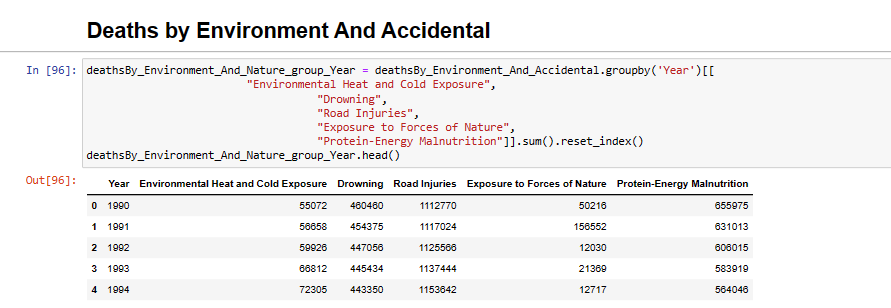 Deaths by Environment And Accidental
In [96]: deathsBy_Environment_And_Nature_group_Year = deathsBy_Environment_And_Accidental.groupby('Year')[[
"Environmental Heat and Cold Exposure",
"Drowning",
"Road Injuries",
"Exposure to Forces of Nature",
"Protein-Energy Malnutrition"]].sum().reset_index()
deathsBy_Environment_And_Nature_group_Year.head()
Out[96]:
Year Environmental Heat and Cold Exposure Drowning Road Injuries Exposure to Forces of Nature Protein-Energy Malnutrition
0 1990 55072 460460 1112770 50216 655975
1 1991 56658 454375 1117024 156552 631013
2 1992 59926 447056 1125566 12030 606015
3 1993 66812 445434 1137444 21369 583919
4 1994 72305 443350 1153642 12717 564046